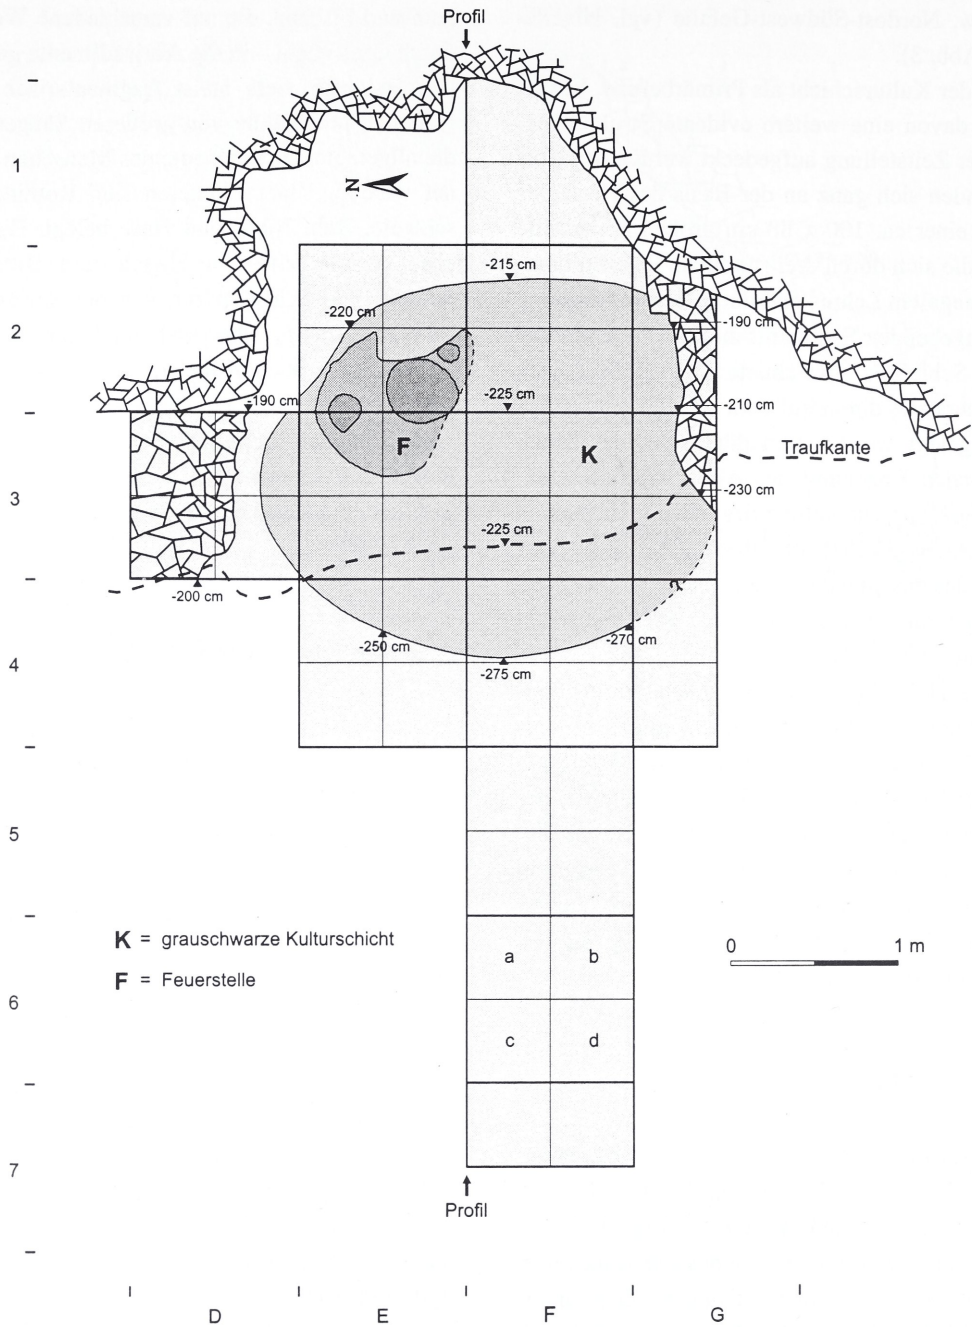 Profil
1
N
-215 cm
-220 cm
2
-190 cm
-190 cm
-225 cm
-210 cm
F
K
Traufkante
3
-230 cm
-225 cm
?
-200 cm
-250 cm
-270 cm
4
-275 cm
5
K = grauschwarze Kulturschicht
a b
0 1 m
F = Feuerstelle
6
c d
7
Profil
D E F G